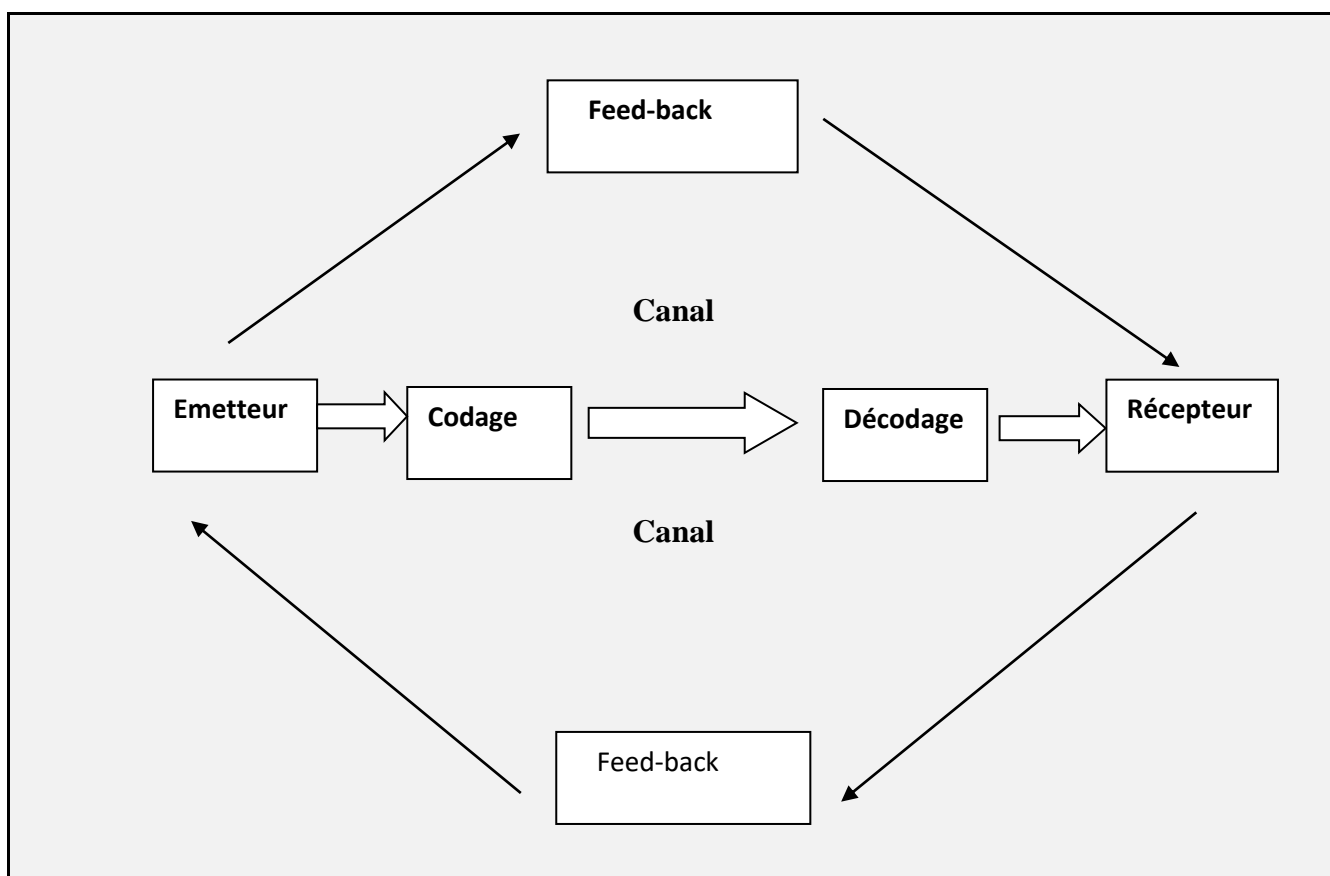 Feed-back
Canal
Emetteur
Codage
Décodage
Récepteur
Canal
Feed-back